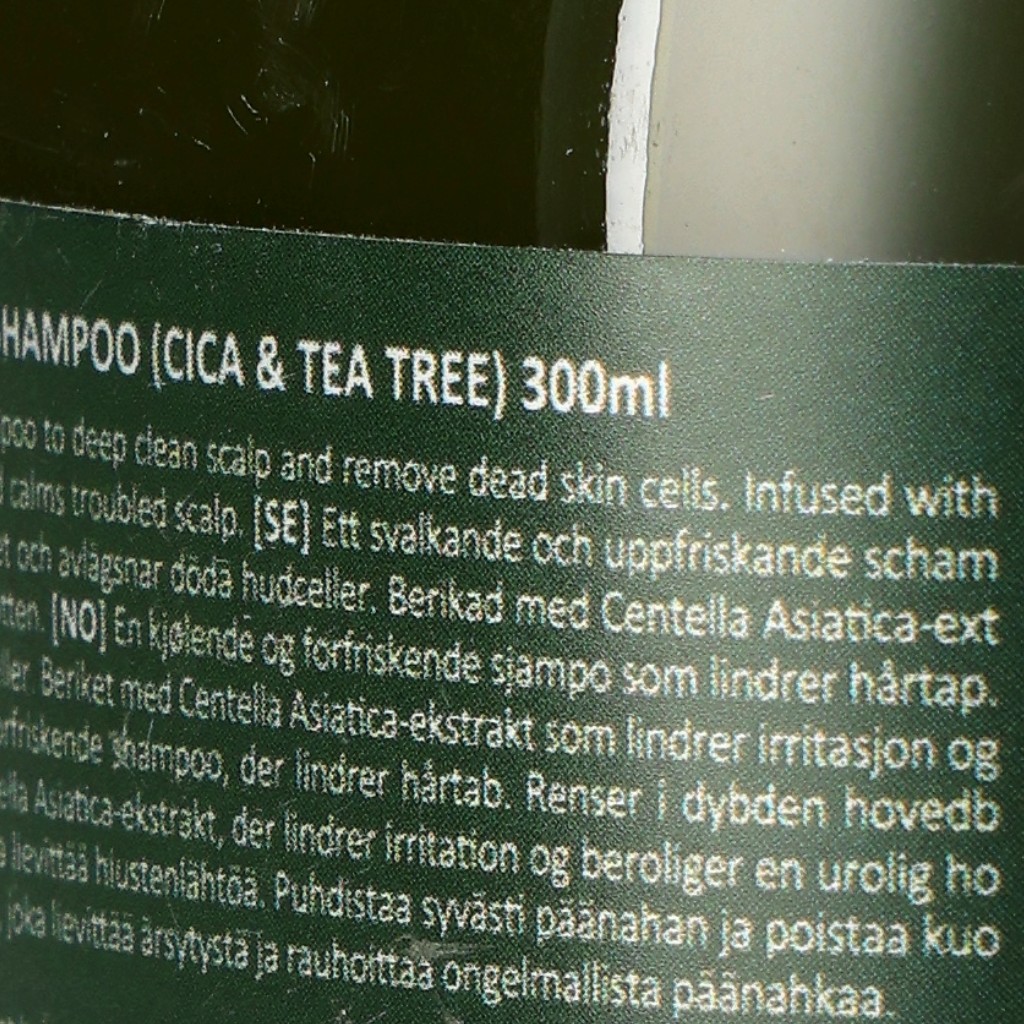 HAMPOO (CICA & TEA TREE) 300ml
poo to deep clean scalp and remove dead skin cells. Infused with
calms troubled scalp. [SE] Ett svalkande och uppfriskande scham
och avlägsnar döda hudceller. Berikad med Centella Asiatica-ext
tten. [NO] En kjølende og forfriskende sjampo som lindrer hårtap.
ller. Beriket med Centella Asiatica-ekstrakt som lindrer irritasjon og
rfriskende shampoo, der lindrer hårtab. Renser i dybden hovedb
ella Asiatica-ekstrakt, der lindrer irritation og beroliger en urolig ho
lievittää hiustenlähtöä. Puhdistaa syvästi päänahan ja poistaa kuo
joka lievittää ärsytystä ja rauhoittaa ongelmallista päänahkaa.